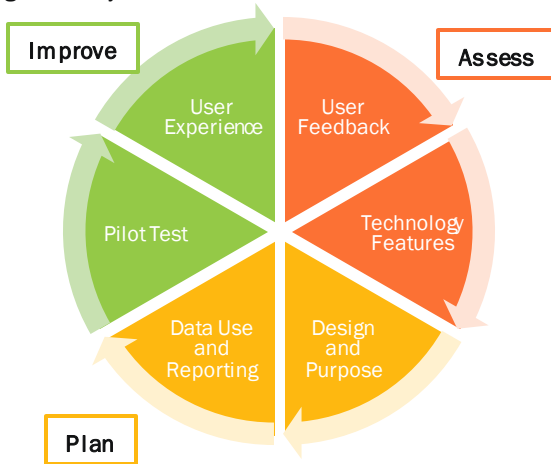 Improve
Assess
User
Experience
User
Feedback
Pilot Test
Technology
Features
Data Use
and
Reporting
Design
and
Purpose
Plan